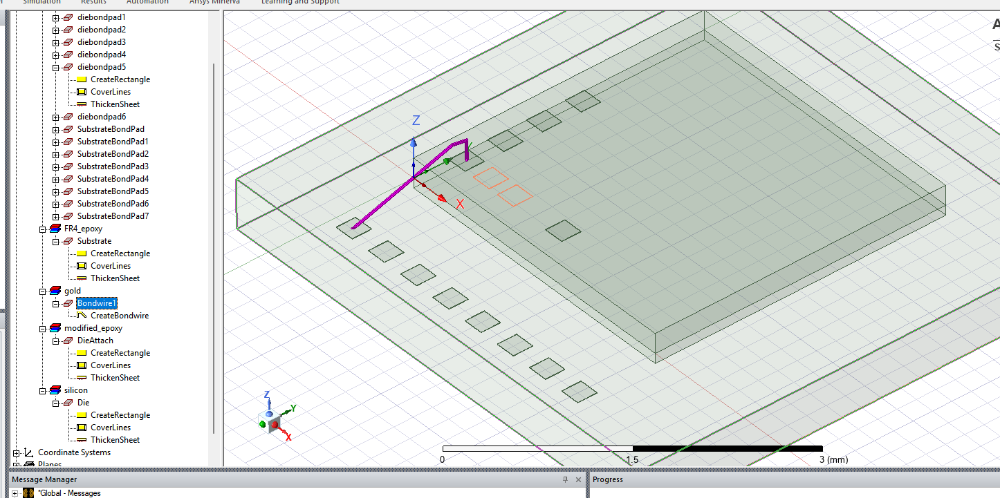 Simulation Results Automation Ansys Minerva Learning and Support
diebondpad1
diebondpad2
diebondpad3
diebondpad4
diebondpad5
CreateRectangle
CoverLines
ThickenSheet
diebondpad6
SubstrateBondPad
SubstrateBondPad1
SubstrateBondPad2
SubstrateBondPad3
SubstrateBondPad4
SubstrateBondPad5
SubstrateBondPad6
SubstrateBondPad7
FR4_epoxy
Substrate
CreateRectangle
CoverLines
ThickenSheet
gold
Bondwire1
CreateBondwire
modified_epoxy
DieAttach
CreateRectangle
CoverLines
ThickenSheet
silicon
Die
CreateRectangle
CoverLines
ThickenSheet
Coordinate Systems
Planes
Z
X
Z
Y
X
0 1.5 3 (mm)
A
S
Message Manager
*Global - Messages
Progress